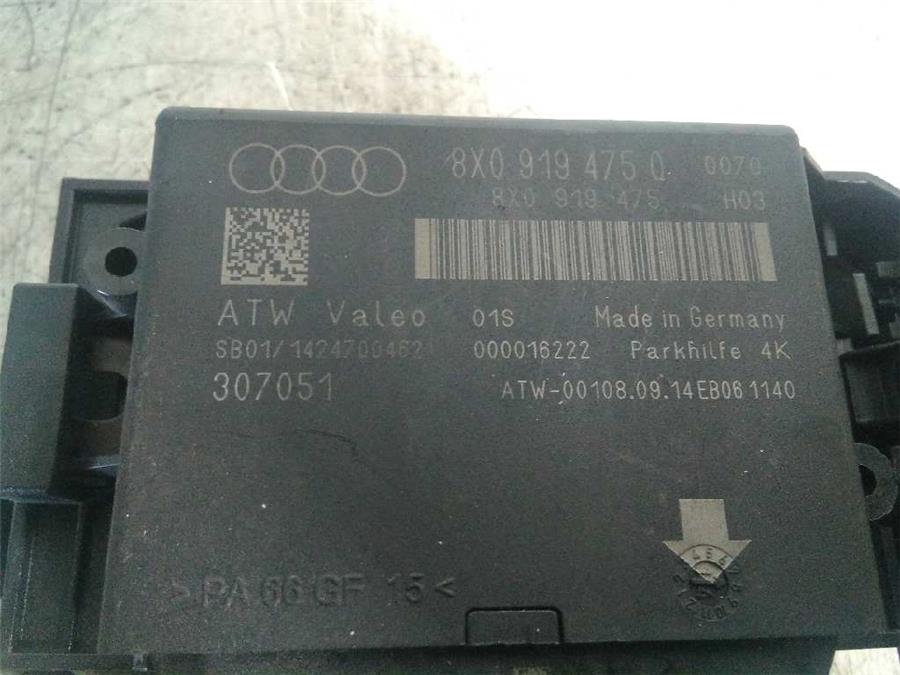 8X0 919 475 Q 0070
8X0 919 475 H03
ATW Valeo 01S Made in Germany
SB01/1424700462 000016222 Parkhilfe 4K
307051 ATW-00108.09.14EB06 1140
>PA 66 GF 15<